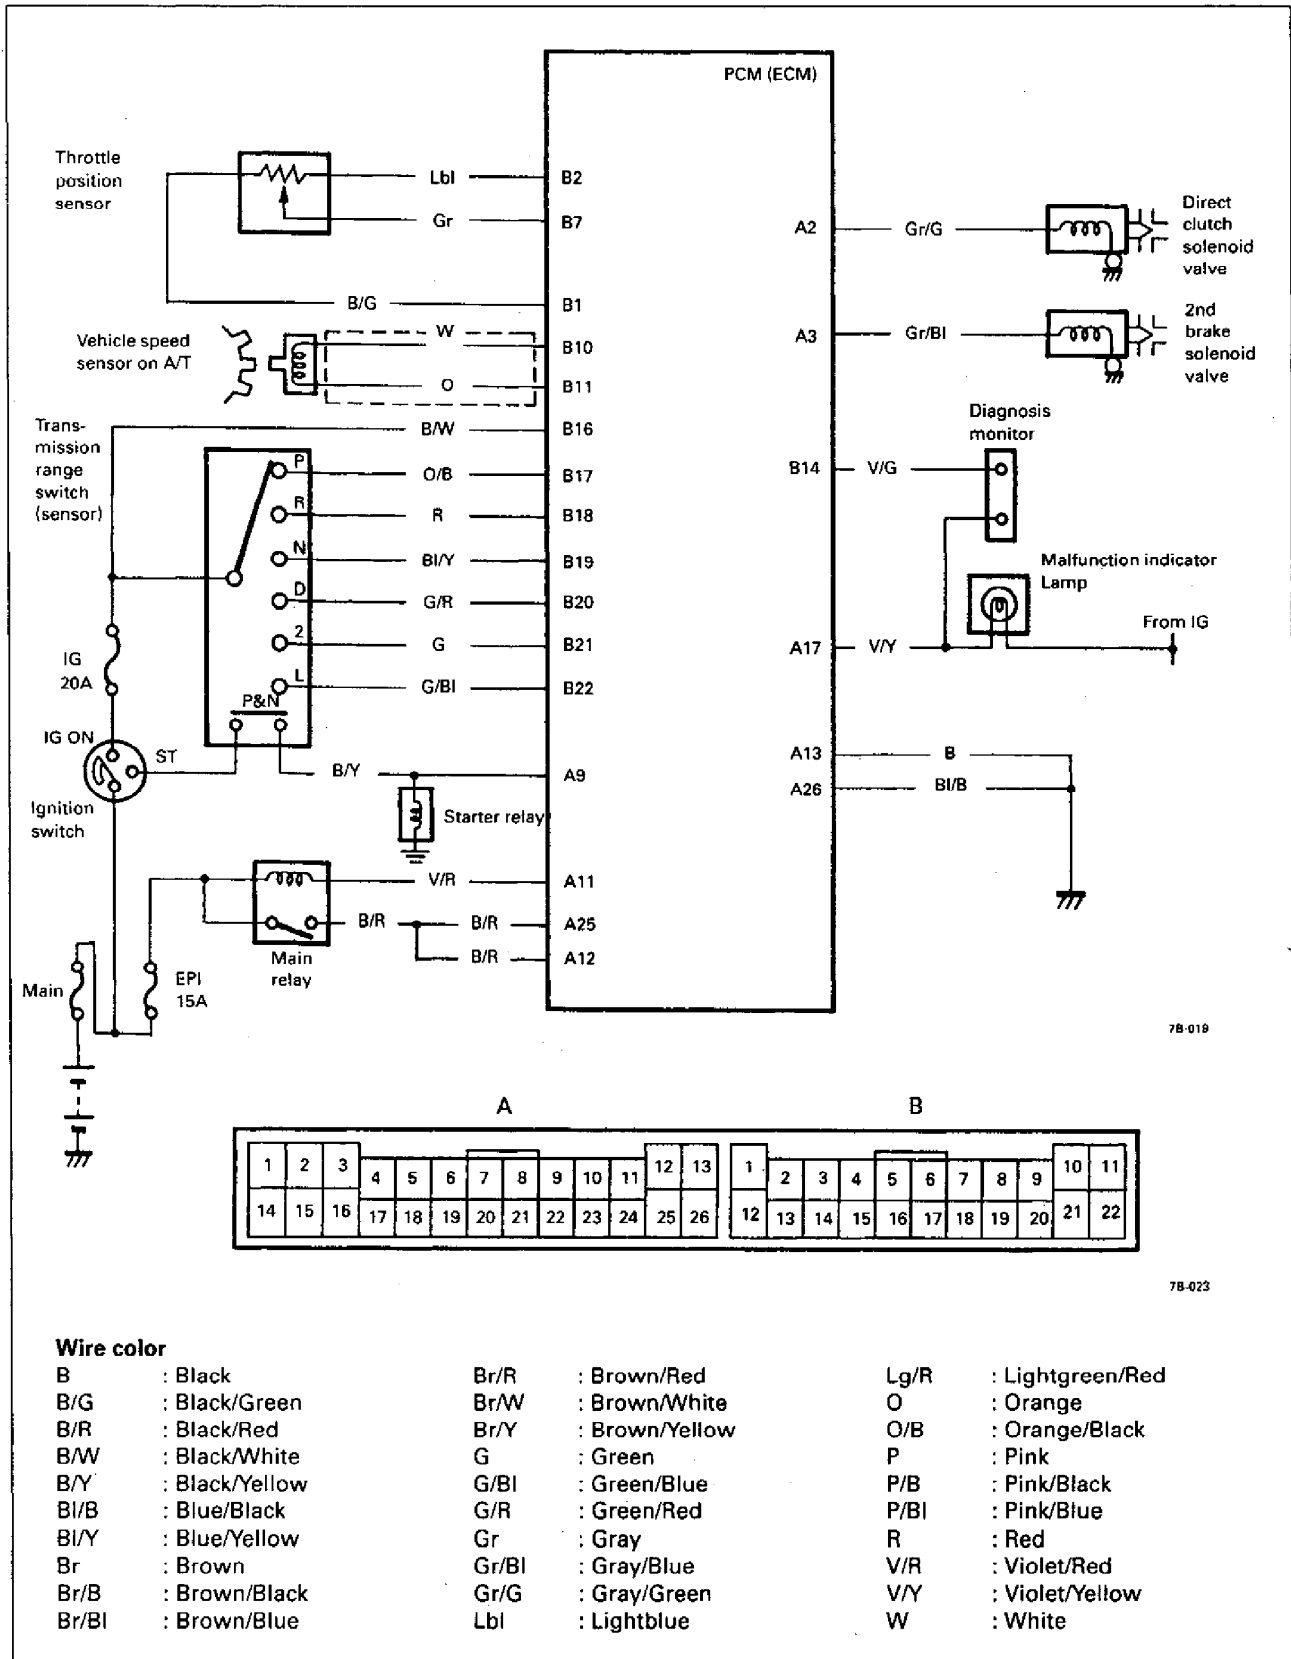 PCM (ECM)
Throttle
position
sensor
Lbl
B2
Gr
B7
B/G
B1
Vehicle speed
sensor on A/T
W
B10
O
B11
Trans-
mission
range
switch
(sensor)
B/W
B16
P
O/B
B17
R
R
B18
N
Bl/Y
B19
D
G/R
B20
2
G
B21
L
G/Bl
B22
P&N
IG
20A
IG ON
ST
Ignition
switch
B/Y
A9
Starter relay
V/R
A11
B/R
B/R
A25
B/R
A12
Main
relay
Main
EPI
15A
A2
Gr/G
Direct
clutch
solenoid
valve
A3
Gr/Bl
2nd
brake
solenoid
valve
Diagnosis
monitor
B14
V/G
Malfunction indicator
Lamp
From IG
A17
V/Y
A13
B
A26
Bl/B
7B-019
A B
1 2 3 4 5 6 7 8 9 10 11 12 13 1 2 3 4 5 6 7 8 9 10 11
14 15 16 17 18 19 20 21 22 23 24 25 26 12 13 14 15 16 17 18 19 20 21 22
7B-023
Wire color
B : Black Br/R : Brown/Red Lg/R : Lightgreen/Red
B/G : Black/Green Br/W : Brown/White O : Orange
B/R : Black/Red Br/Y : Brown/Yellow O/B : Orange/Black
B/W : Black/White G : Green P : Pink
B/Y : Black/Yellow G/Bl : Green/Blue P/B : Pink/Black
Bl/B : Blue/Black G/R : Green/Red P/Bl : Pink/Blue
Bl/Y : Blue/Yellow Gr : Gray R : Red
Br : Brown Gr/Bl : Gray/Blue V/R : Violet/Red
Br/B : Brown/Black Gr/G : Gray/Green V/Y : Violet/Yellow
Br/Bl : Brown/Blue Lbl : Lightblue W : White